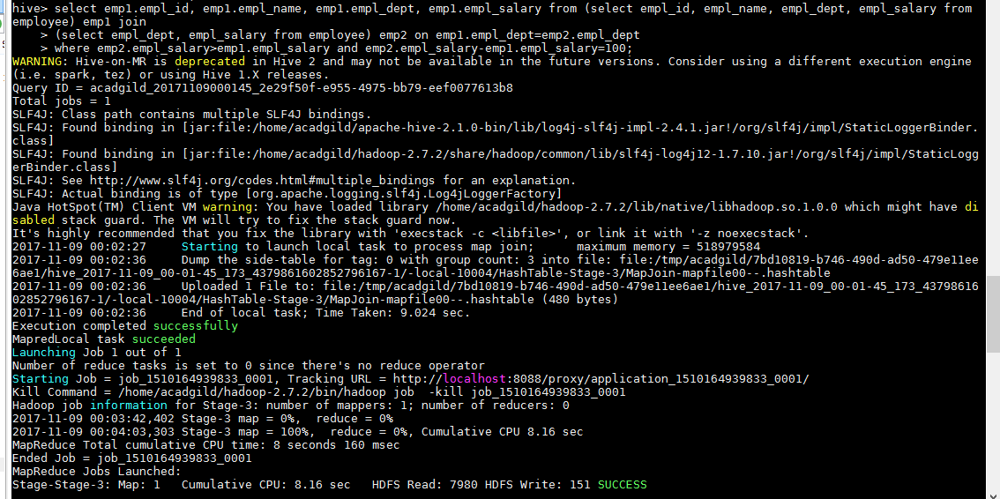 hive> select emp1.empl_id, emp1.empl_name, emp1.empl_dept, emp1.empl_salary from (select empl_id, empl_name, empl_dept, empl_salary from
employee) emp1 join
    > (select empl_dept, empl_salary from employee) emp2 on emp1.empl_dept=emp2.empl_dept
    > where emp2.empl_salary>emp1.empl_salary and emp2.empl_salary-emp1.empl_salary=100;
WARNING: Hive-on-MR is deprecated in Hive 2 and may not be available in the future versions. Consider using a different execution engine
(i.e. spark, tez) or using Hive 1.X releases.
Query ID = acadgild_20171109000145_2e29f50f-e955-4975-bb79-eef0077613b8
Total jobs = 1
SLF4J: Class path contains multiple SLF4J bindings.
SLF4J: Found binding in [jar:file:/home/acadgild/apache-hive-2.1.0-bin/lib/log4j-slf4j-impl-2.4.1.jar!/org/slf4j/impl/StaticLoggerBinder.
class]
SLF4J: Found binding in [jar:file:/home/acadgild/hadoop-2.7.2/share/hadoop/common/lib/slf4j-log4j12-1.7.10.jar!/org/slf4j/impl/StaticLogg
erBinder.class]
SLF4J: See http://www.slf4j.org/codes.html#multiple_bindings for an explanation.
SLF4J: Actual binding is of type [org.apache.logging.slf4j.Log4jLoggerFactory]
Java HotSpot(TM) Client VM warning: You have loaded library /home/acadgild/hadoop-2.7.2/lib/native/libhadoop.so.1.0.0 which might have di
sabled stack guard. The VM will try to fix the stack guard now.
It's highly recommended that you fix the library with 'execstack -c <libfile>', or link it with '-z noexecstack'.
2017-11-09 00:02:27     Starting to launch local task to process map join;      maximum memory = 518979584
2017-11-09 00:02:36     Dump the side-table for tag: 0 with group count: 3 into file: file:/tmp/acadgild/7bd10819-b746-490d-ad50-479e11ee
6ae1/hive_2017-11-09_00-01-45_173_4379861602852796167-1/-local-10004/HashTable-Stage-3/MapJoin-mapfile00--.hashtable
2017-11-09 00:02:36     Uploaded 1 File to: file:/tmp/acadgild/7bd10819-b746-490d-ad50-479e11ee6ae1/hive_2017-11-09_00-01-45_173_43798616
02852796167-1/-local-10004/HashTable-Stage-3/MapJoin-mapfile00--.hashtable (480 bytes)
2017-11-09 00:02:36     End of local task; Time Taken: 9.024 sec.
Execution completed successfully
MapredLocal task succeeded
Launching Job 1 out of 1
Number of reduce tasks is set to 0 since there's no reduce operator
Starting Job = job_1510164939833_0001, Tracking URL = http://localhost:8088/proxy/application_1510164939833_0001/
Kill Command = /home/acadgild/hadoop-2.7.2/bin/hadoop job  -kill job_1510164939833_0001
Hadoop job information for Stage-3: number of mappers: 1; number of reducers: 0
2017-11-09 00:03:42,402 Stage-3 map = 0%,  reduce = 0%
2017-11-09 00:04:03,303 Stage-3 map = 100%,  reduce = 0%, Cumulative CPU 8.16 sec
MapReduce Total cumulative CPU time: 8 seconds 160 msec
Ended Job = job_1510164939833_0001
MapReduce Jobs Launched:
Stage-Stage-3: Map: 1   Cumulative CPU: 8.16 sec   HDFS Read: 7980 HDFS Write: 151 SUCCESS